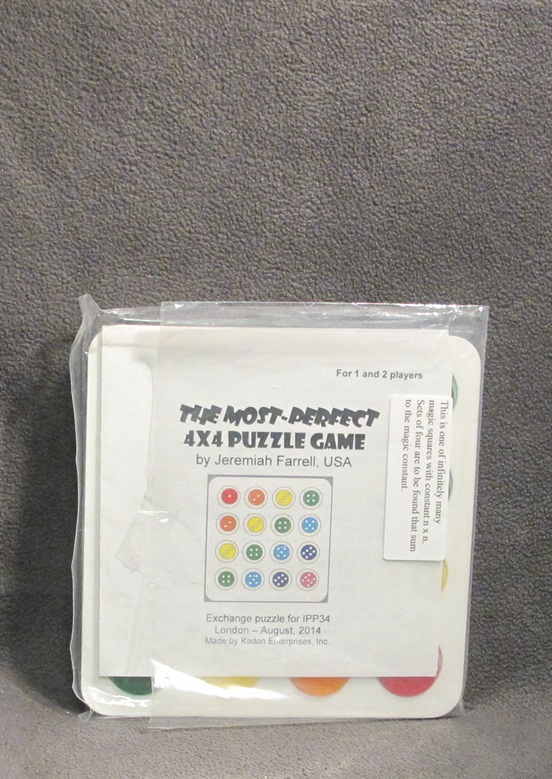 For 1 and 2 players
THE MOST-PERFECT
4X4 PUZZLE GAME
by Jeremiah Farrell, USA
This is one of infinitely many
magic squares with constant n x n.
Sets of four are to be found that sum
to the magic constant.
Exchange puzzle for IPP34
London – August, 2014
Made by Kadon Enterprises, Inc.